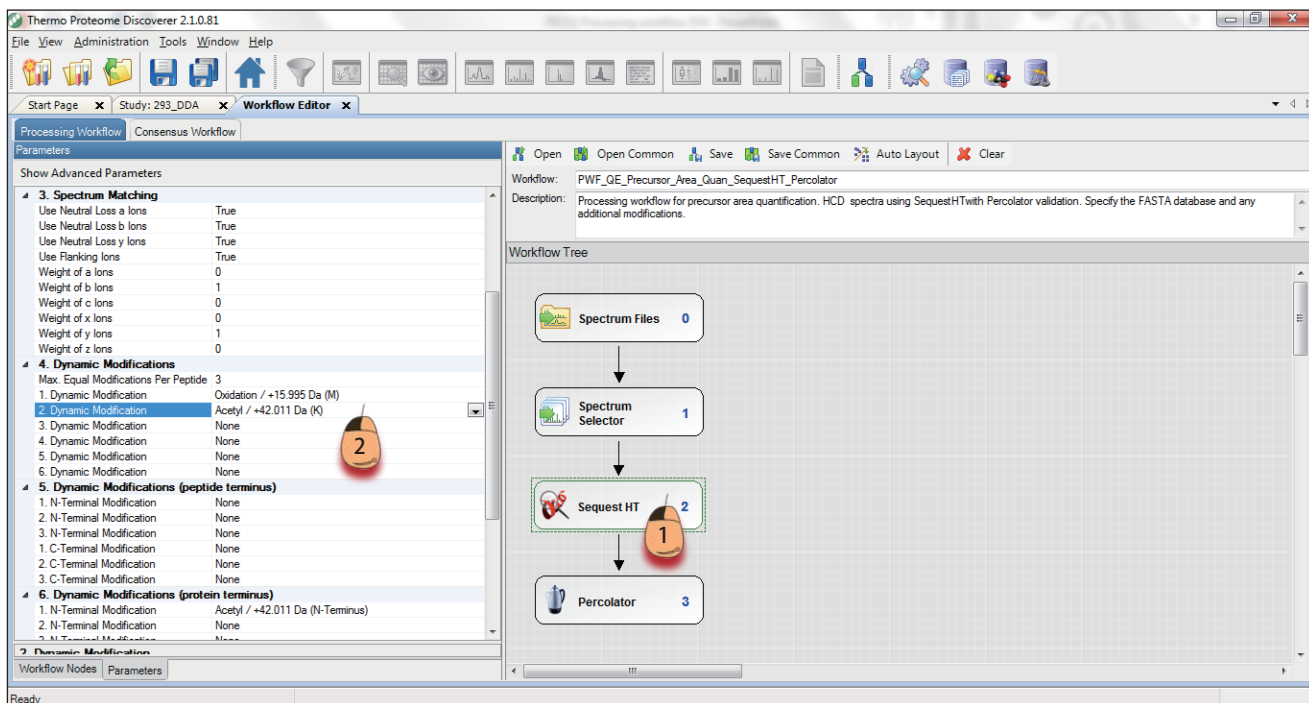 Thermo Proteome Discoverer 2.1.0.81
File View Administration Tools Window Help
Start Page x Study: 293_DDA x Workflow Editor x
Processing Workflow Consensus Workflow
Parameters
Show Advanced Parameters
3. Spectrum Matching
Use Neutral Loss a Ions True
Use Neutral Loss b Ions True
Use Neutral Loss y Ions True
Use Flanking Ions True
Weight of a Ions 0
Weight of b Ions 1
Weight of c Ions 0
Weight of x Ions 0
Weight of y Ions 1
Weight of z Ions 0
4. Dynamic Modifications
Max. Equal Modifications Per Peptide 3
1. Dynamic Modification Oxidation / +15.995 Da (M)
2. Dynamic Modification Acetyl / +42.011 Da (K)
3. Dynamic Modification None
4. Dynamic Modification None
5. Dynamic Modification None
6. Dynamic Modification None
2
5. Dynamic Modifications (peptide terminus)
1. N-Terminal Modification None
2. N-Terminal Modification None
3. N-Terminal Modification None
1. C-Terminal Modification None
2. C-Terminal Modification None
3. C-Terminal Modification None
6. Dynamic Modifications (protein terminus)
1. N-Terminal Modification Acetyl / +42.011 Da (N-Terminus)
2. N-Terminal Modification None
3. N-Terminal Modification None
2. Dynamic Modification
Workflow Nodes Parameters
Ready
Open Open Common Save Save Common Auto Layout Clear
Workflow: PWF_QE_Precursor_Area_Quan_SequestHT_Percolator
Description: Processing workflow for precursor area quantification. HCD spectra using SequestHTwith Percolator validation. Specify the FASTA database and any
additional modifications.
Workflow Tree
Spectrum Files 0
Spectrum
Selector 1
Sequest HT 2
1
Percolator 3